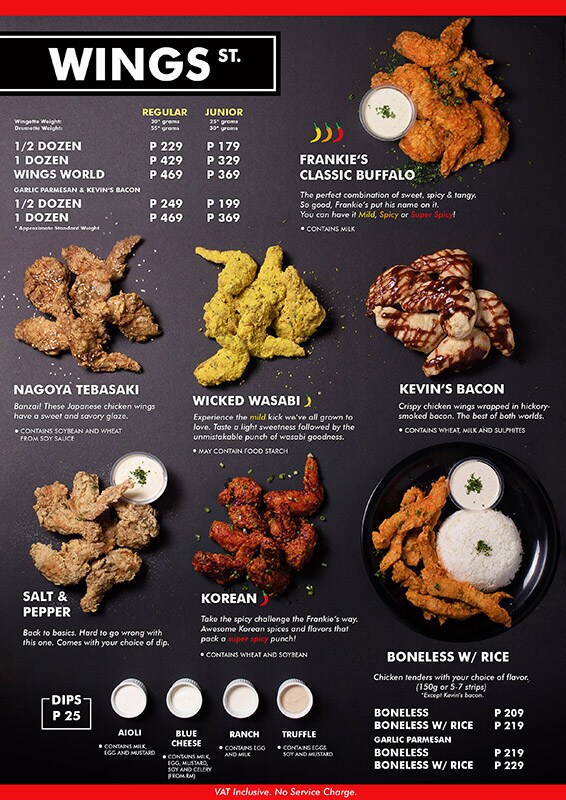 WINGS ST.
REGULAR JUNIOR
Wingette Weight: 30* grams 25* grams
Drumette Weight: 55* grams 30* grams
1/2 DOZEN P 229 P 179
1 DOZEN P 429 P 329
WINGS WORLD P 469 P 369
GARLIC PARMESAN & KEVIN'S BACON
1/2 DOZEN P 249 P 199
1 DOZEN P 469 P 369
* Approximate Standard Weight
FRANKIE'S
CLASSIC BUFFALO
The perfect combination of sweet, spicy & tangy.
So good, Frankie's put his name on it.
You can have it Mild, Spicy or Super Spicy!
• CONTAINS MILK
NAGOYA TEBASAKI
Banzai! These Japanese chicken wings
have a sweet and savory glaze.
• CONTAINS SOYBEAN AND WHEAT
FROM SOY SAUCE
WICKED WASABI
Experience the mild kick we've all grown to
love. Taste a light sweetness followed by the
unmistakable punch of wasabi goodness.
• MAY CONTAIN FOOD STARCH
KEVIN'S BACON
Crispy chicken wings wrapped in hickory-
smoked bacon. The best of both worlds.
• CONTAINS WHEAT, MILK AND SULPHITES
SALT &
PEPPER
Back to basics. Hard to go wrong with
this one. Comes with your choice of dip.
KOREAN
Take the spicy challenge the Frankie's way.
Awesome Korean spices and flavors that
pack a super spicy punch!
• CONTAINS WHEAT AND SOYBEAN
BONELESS W/ RICE
Chicken tenders with your choice of flavor.
(150g or 5-7 strips)
*Except Kevin's bacon.
BONELESS P 209
BONELESS W/ RICE P 219
GARLIC PARMESAN
BONELESS P 219
BONELESS W/ RICE P 229
DIPS
P 25
AIOLI
• CONTAINS MILK,
EGG AND MUSTARD
BLUE
CHEESE
• CONTAINS MILK,
EGG, MUSTARD,
SOY AND CELERY
(FROM RM)
RANCH
• CONTAINS EGG
AND MILK
TRUFFLE
• CONTAINS EGGS
SOY AND MUSTARD
VAT Inclusive. No Service Charge.